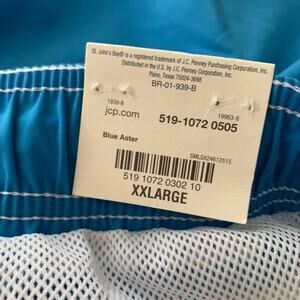 St. John's Bay® is a registered trademark of J.C. Penney Purchasing Corporation, Inc.
Distributed in the U.S. by J.C. Penney Corporation, Inc.
Plano, Texas 75024-3698
BR-01-939-B
1939-B
19963-8
jcp.com
519-1072 0505
Blue Aster
SMLSX24612515
519 1072 0302 10
XXLARGE